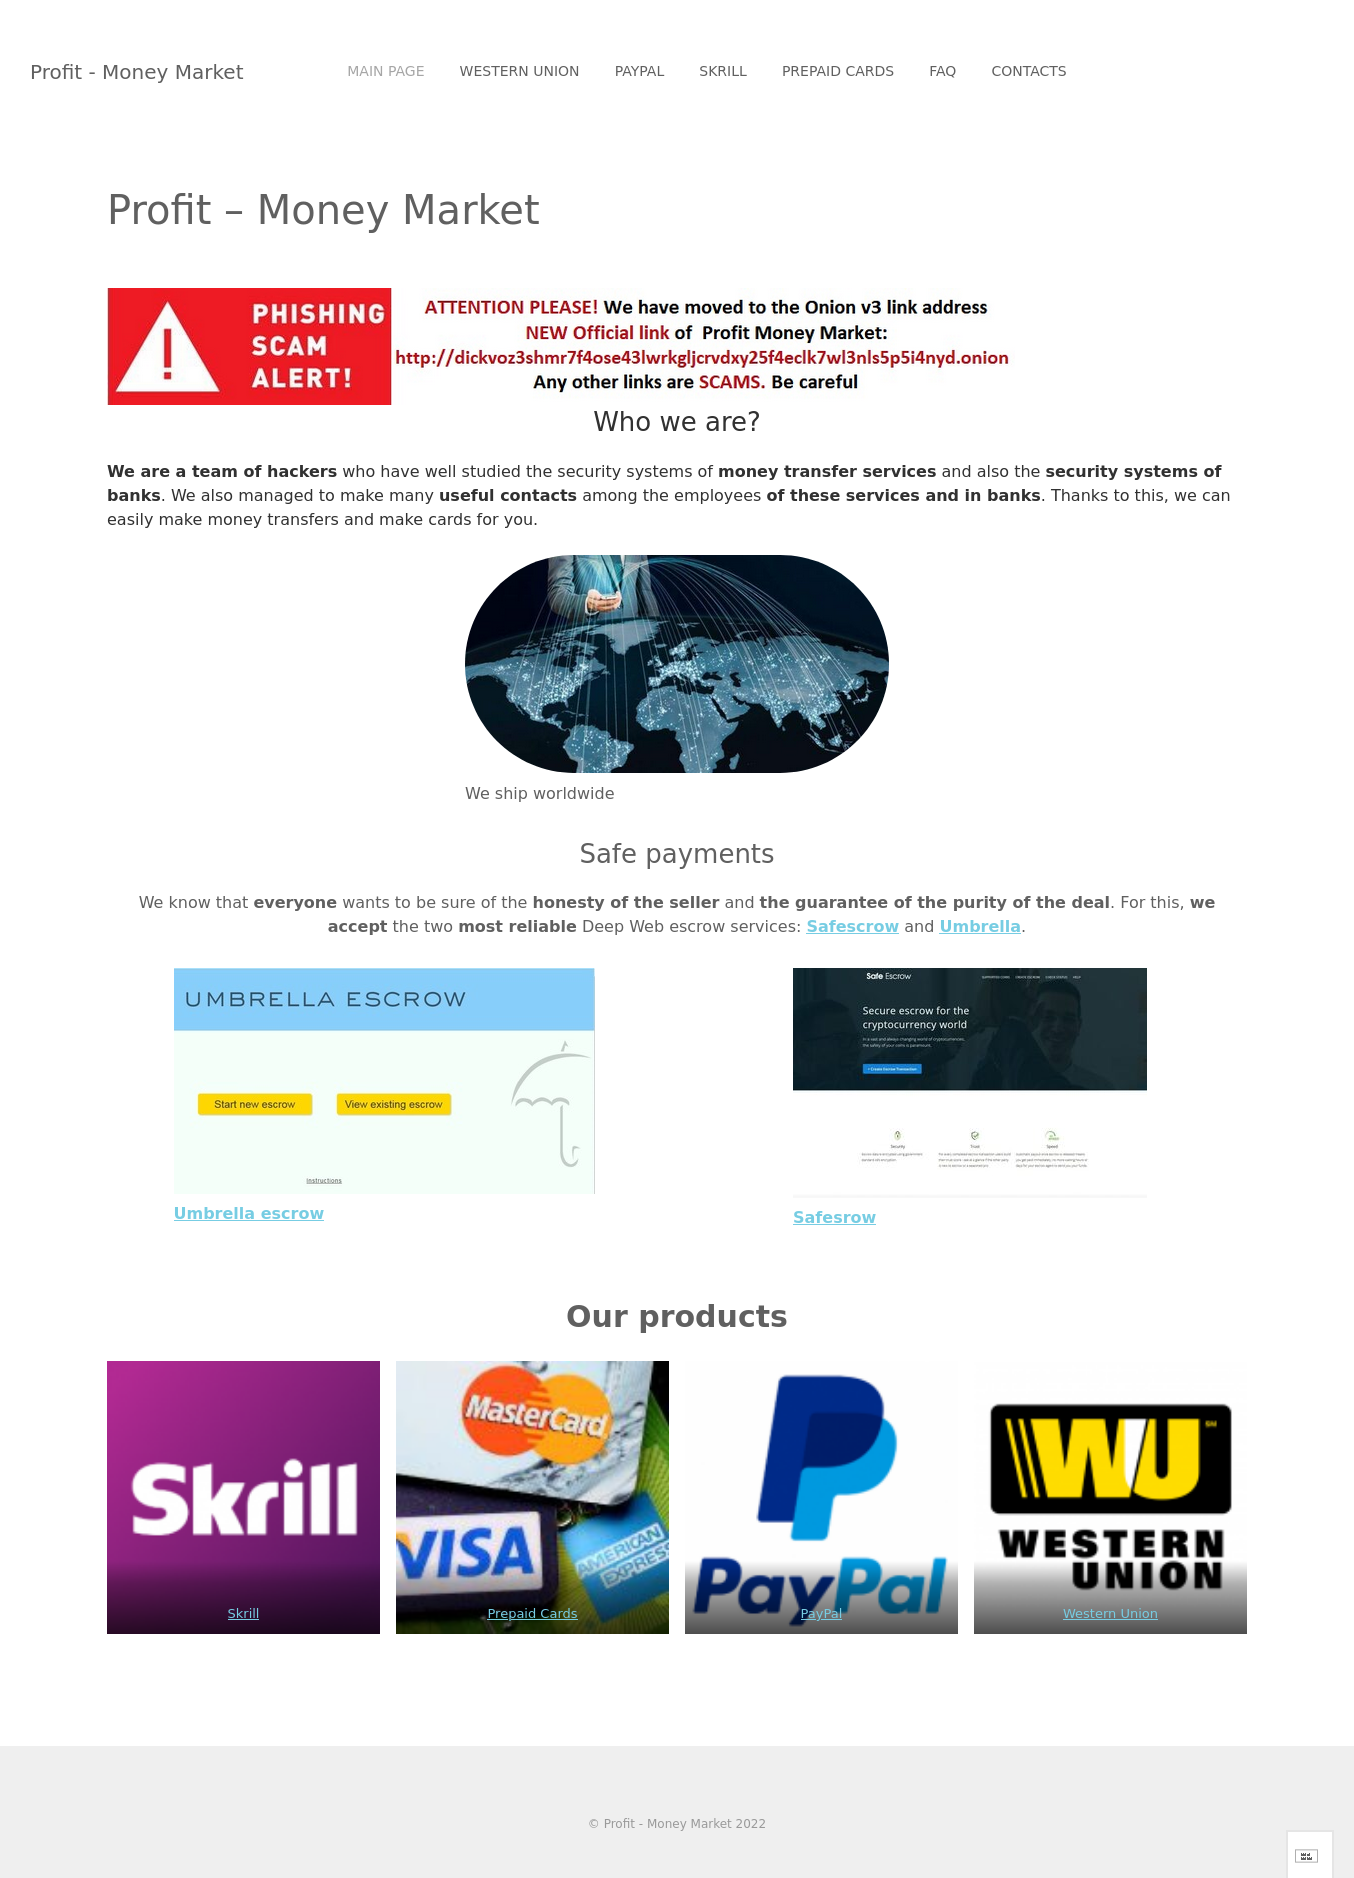 Profit - Money Market
MAIN PAGE WESTERN UNION PAYPAL SKRILL PREPAID CARDS FAQ CONTACTS
Profit – Money Market
PHISHING
SCAM
ALERT!
ATTENTION PLEASE! We have moved to the Onion v3 link address
NEW Official link of Profit Money Market:
http://dickvoz3shmr7f4ose43lwrkgljcrvdxy25f4eclk7wl3nls5p5i4nyd.onion
Any other links are SCAMS. Be careful
Who we are?
We are a team of hackers who have well studied the security systems of money transfer services and also the security systems of
banks. We also managed to make many useful contacts among the employees of these services and in banks. Thanks to this, we can
easily make money transfers and make cards for you.
We ship worldwide
Safe payments
We know that everyone wants to be sure of the honesty of the seller and the guarantee of the purity of the deal. For this, we
accept the two most reliable Deep Web escrow services: Safescrow and Umbrella.
UMBRELLA ESCROW
Start new escrow View existing escrow
instructions
Umbrella escrow
Safe Escrow
Secure escrow for the
cryptocurrency world
+ Create Escrow Transaction
Security Trust Speed
Safesrow
Our products
Skrill
Skrill
MasterCard
VISA
AMERICAN
EXPRESS
Prepaid Cards
PayPal
PayPal
WU
WESTERN
UNION
Western Union
© Profit - Money Market 2022